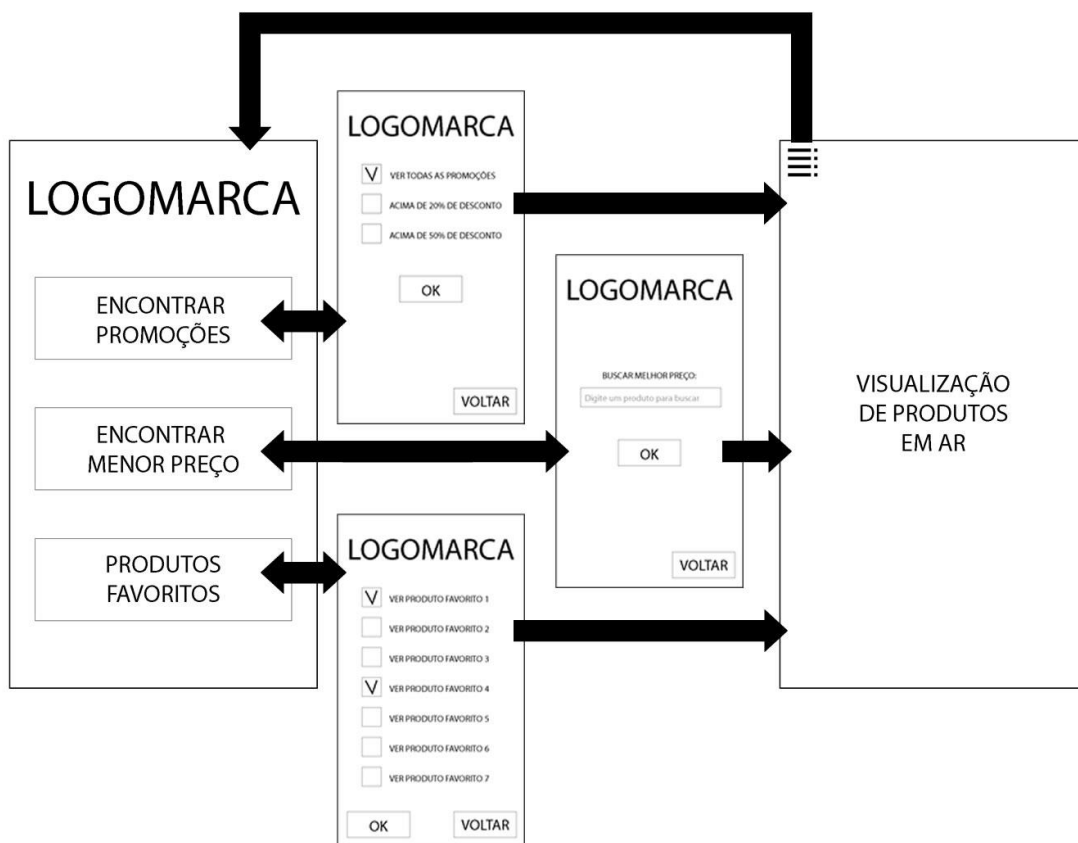 LOGOMARCA
ENCONTRAR
PROMOÇÕES
ENCONTRAR
MENOR PREÇO
PRODUTOS
FAVORITOS
LOGOMARCA
V VER TODAS AS PROMOÇÕES
ACIMA DE 20% DE DESCONTO
ACIMA DE 50% DE DESCONTO
OK
VOLTAR
LOGOMARCA
BUSCAR MELHOR PREÇO:
Digite um produto para buscar
OK
VOLTAR
LOGOMARCA
V VER PRODUTO FAVORITO 1
VER PRODUTO FAVORITO 2
VER PRODUTO FAVORITO 3
V VER PRODUTO FAVORITO 4
VER PRODUTO FAVORITO 5
VER PRODUTO FAVORITO 6
VER PRODUTO FAVORITO 7
OK
VOLTAR
VISUALIZAÇÃO
DE PRODUTOS
EM AR